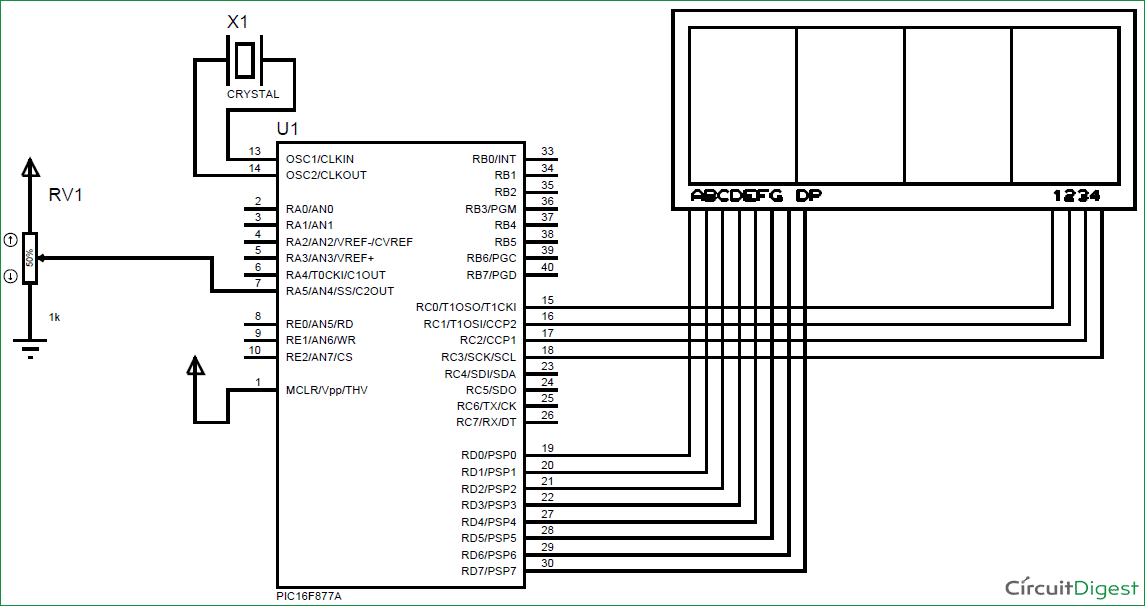 X1
CRYSTAL
U1
RV1
50%
1k
13 OSC1/CLKIN
14 OSC2/CLKOUT
2 RA0/AN0
3 RA1/AN1
4 RA2/AN2/VREF-/CVREF
5 RA3/AN3/VREF+
6 RA4/T0CKI/C1OUT
7 RA5/AN4/SS/C2OUT
8 RE0/AN5/RD
9 RE1/AN6/WR
10 RE2/AN7/CS
1 MCLR/Vpp/THV
RB0/INT 33
RB1 34
RB2 35
RB3/PGM 36
RB4 37
RB5 38
RB6/PGC 39
RB7/PGD 40
RC0/T1OSO/T1CKI 15
RC1/T1OSI/CCP2 16
RC2/CCP1 17
RC3/SCK/SCL 18
RC4/SDI/SDA 23
RC5/SDO 24
RC6/TX/CK 25
RC7/RX/DT 26
RD0/PSP0 19
RD1/PSP1 20
RD2/PSP2 21
RD3/PSP3 22
RD4/PSP4 27
RD5/PSP5 28
RD6/PSP6 29
RD7/PSP7 30
PIC16F877A
ABCDEFG DP 1234
CircuitDigest